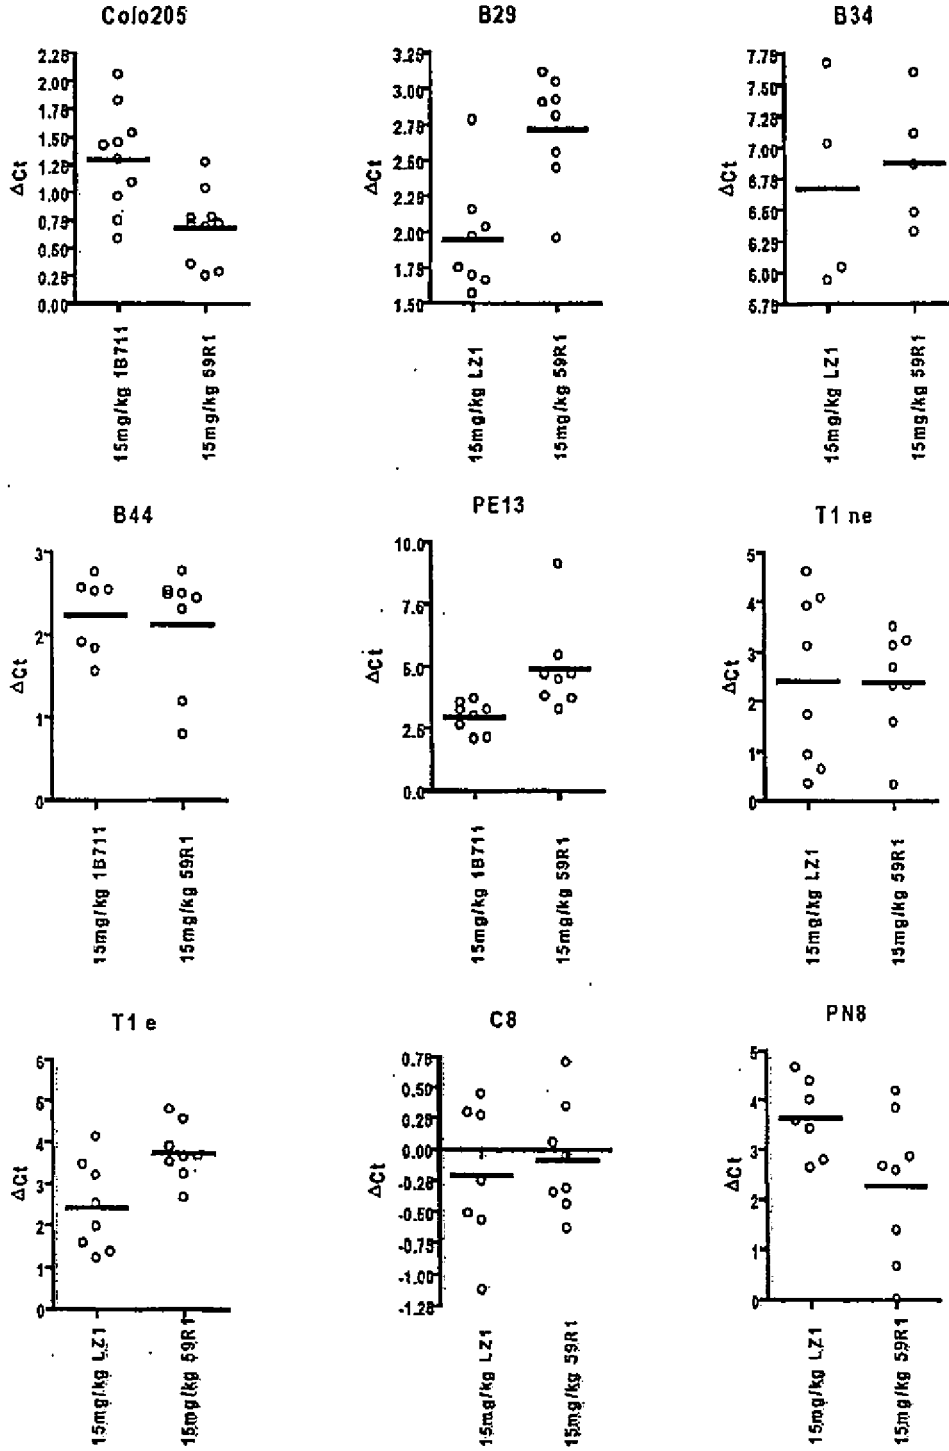 Colo205
2.25
2.00
1.75
1.50
1.25
1.00
0.75
0.50
0.25
0.00
ΔCt
15mg/kg 1B711
15mg/kg 59R1
B29
3.25
3.00
2.75
2.50
2.25
2.00
1.75
1.50
ΔCt
15mg/kg LZ1
15mg/kg 59R1
B34
7.75
7.50
7.25
7.00
6.75
6.50
6.25
6.00
5.75
ΔCt
15mg/kg LZ1
15mg/kg 59R1
B44
3
2
1
0
ΔCt
15mg/kg 1B711
15mg/kg 59R1
PE13
10.0
7.5
5.0
2.5
0.0
ΔCt
15mg/kg 1B711
15mg/kg 59R1
T1 ne
5
4
3
2
1
0
ΔCt
15mg/kg LZ1
15mg/kg 59R1
T1 e
6
5
4
3
2
1
0
ΔCt
15mg/kg LZ1
15mg/kg 59R1
C8
0.75
0.50
0.25
0.00
-0.25
-0.50
-0.75
-1.00
-1.25
ΔCt
15mg/kg LZ1
15mg/kg 59R1
PN8
5
4
3
2
1
0
ΔCt
15mg/kg LZ1
15mg/kg 59R1